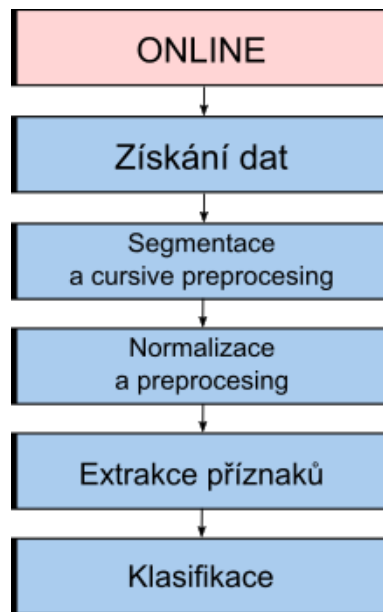 ONLINE
Získání dat
Segmentace
a cursive preprocesing
Normalizace
a preprocesing
Extrakce příznaků
Klasifikace